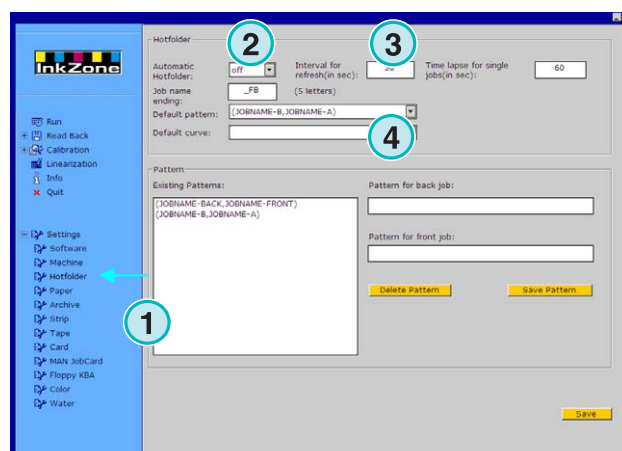 InkZone
Run
Read Back
Calibration
Linearization
Info
Quit
Settings
Software
Machine
Hotfolder
Paper
Archive
Strip
Tape
Card
MAN JobCard
Floppy KBA
Color
Water
1
Hotfolder
2
3
Automatic Hotfolder:
off
Interval for refresh(in sec):
Time lapse for single jobs(in sec):
60
Job name ending:
_FB
(5 letters)
Default pattern:
(JOBNAME-B,JOBNAME-A)
Default curve:
4
Pattern
Existing Patterns:
(JOBNAME-BACK,JOBNAME-FRONT)
(JOBNAME-B,JOBNAME-A)
Pattern for back job:
Pattern for front job:
Delete Pattern
Save Pattern
Save